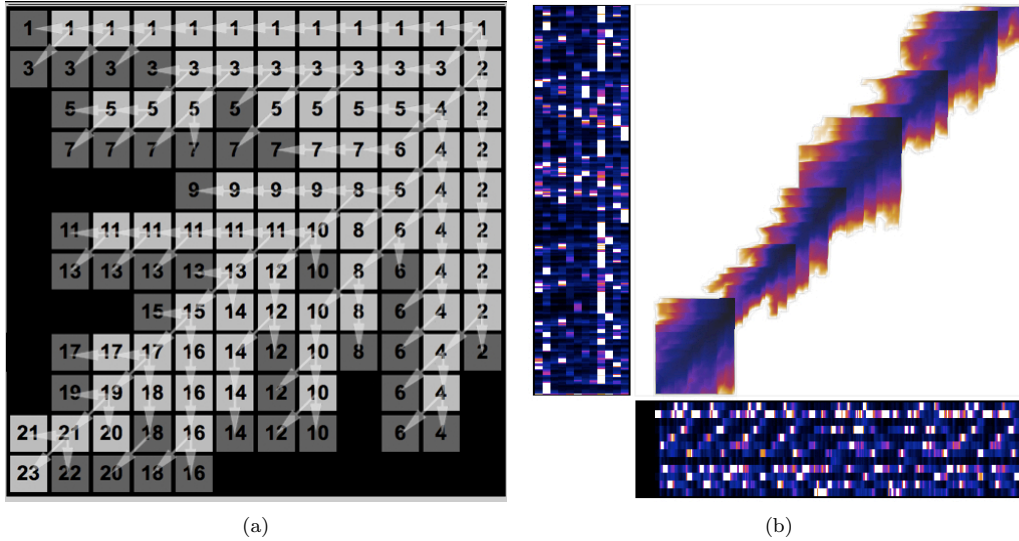 1 1 1 1 1 1 1 1 1 1 1 1
3 3 3 3 3 3 3 3 3 3 3 2
5 5 5 5 5 5 5 5 5 4 2
7 7 7 7 7 7 7 7 6 4 2
9 9 9 9 8 6 4 2
11 11 11 11 11 11 10 8 6 4 2
13 13 13 13 13 12 10 8 6 4 2
15 15 14 12 10 8 6 4 2
17 17 17 16 14 12 10 8 6 4 2
19 19 18 16 14 12 10 6 4
21 21 20 18 16 14 12 10 6 4
23 22 20 18 16
(a)
(b)